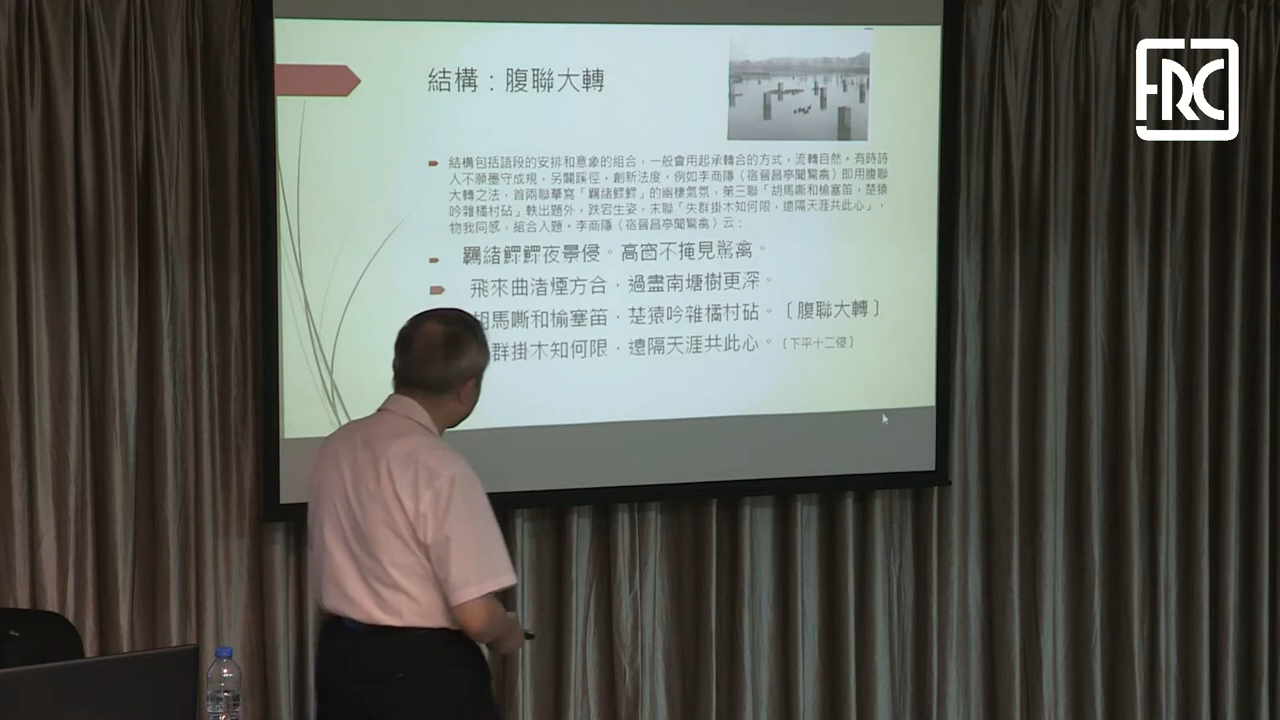 FRC
結構：腹聯大轉
結構包括語段的安排和意象的組合，一般會用起承轉合的方式，流轉自然。有時詩
人不願墨守成規，另闢蹊徑，創新法度。例如李商隱〈宿晉昌亭聞驚禽〉即用腹聯
大轉之法，首兩聯摹寫「羈緒鰥鰥」的幽棲氣氛，第三聯「胡馬嘶和榆塞笛，楚猿
吟雜橘村砧」軼出題外，跌宕生姿，末聯「失群掛木知何限，遠隔天涯共此心」，
物我同感，綰合入題。李商隱〈宿晉昌亭聞驚禽〉云：
羈緒鰥鰥夜景侵。高窗不掩見驚禽。
飛來曲渚煙方合，過盡南塘樹更深。
胡馬嘶和榆塞笛，楚猿吟雜橘村砧。〔腹聯大轉〕
群掛木知何限，遠隔天涯共此心。〔下平十二侵〕